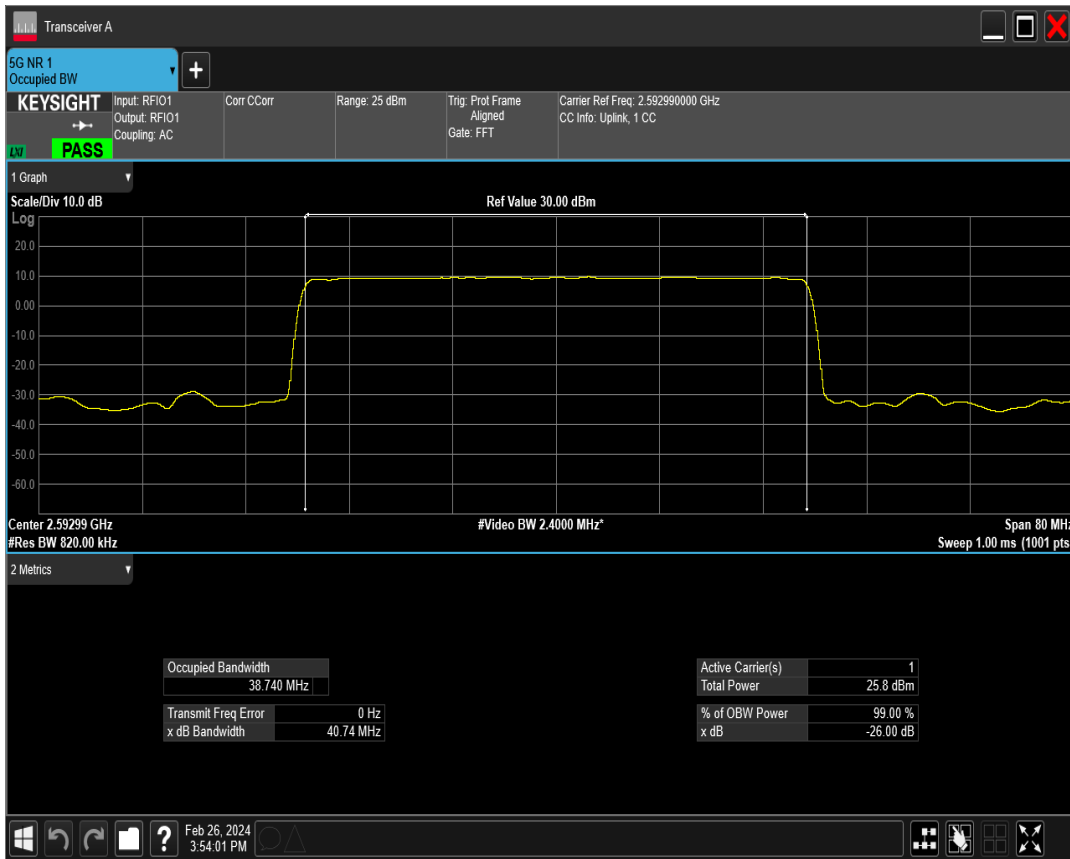 Transceiver A
5G NR 1
Occupied BW
+
KEYSIGHT
LXI
PASS
Input: RFIO1
Output: RFIO1
Coupling: AC
Corr CCorr
Range: 25 dBm
Trig: Prot Frame
Aligned
Gate: FFT
Carrier Ref Freq: 2.592990000 GHz
CC Info: Uplink, 1 CC
1 Graph
Scale/Div 10.0 dB
Ref Value 30.00 dBm
Log
20.0
10.0
0.00
-10.0
-20.0
-30.0
-40.0
-50.0
-60.0
Center 2.59299 GHz
#Video BW 2.4000 MHz*
Span 80 MHz
#Res BW 820.00 kHz
Sweep 1.00 ms (1001 pts
2 Metrics
Occupied Bandwidth
38.740 MHz
Transmit Freq Error 0 Hz
x dB Bandwidth 40.74 MHz
Active Carrier(s) 1
Total Power 25.8 dBm
% of OBW Power 99.00 %
x dB -26.00 dB
?
Feb 26, 2024
3:54:01 PM